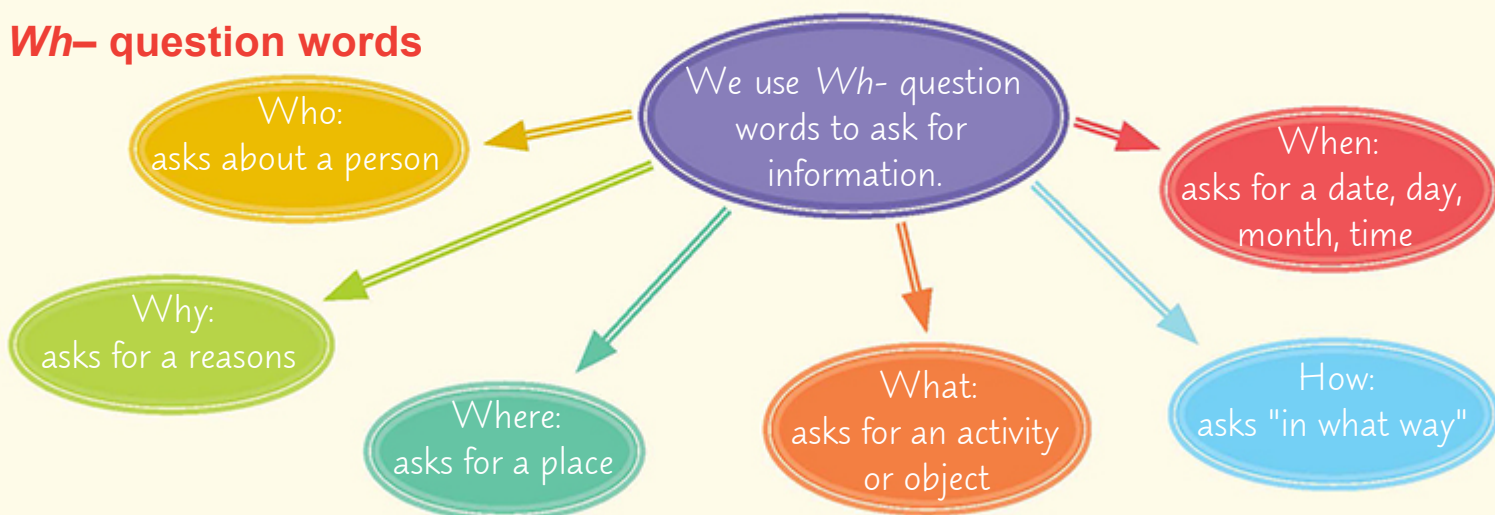 Wh– question words
We use Wh- question
words to ask for
information.
Who:
asks about a person
When:
asks for a date, day,
month, time
Why:
asks for a reasons
Where:
asks for a place
What:
asks for an activity
or object
How:
asks "in what way"